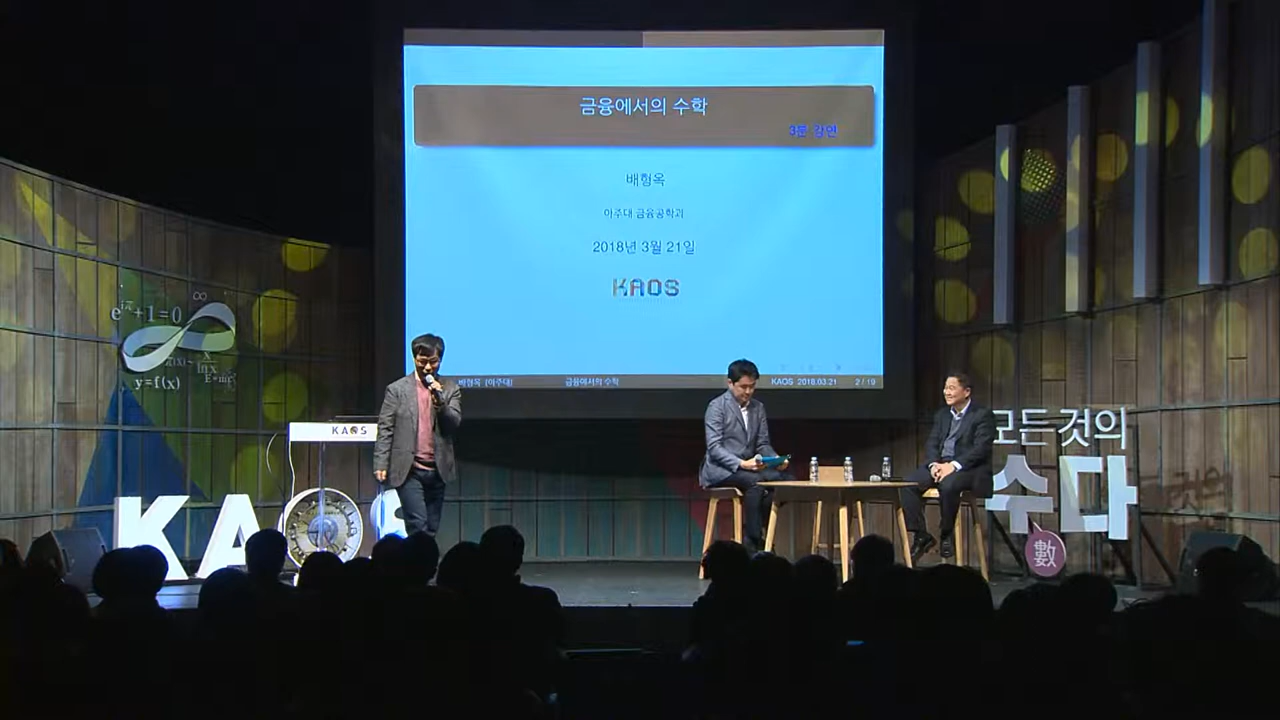 금융에서의 수학
3분 강연
배형옥
아주대 금융공학과
2018년 3월 21일
KAOS
배형옥 (아주대)
금융에서의 수학
KAOS 2018.03.21
2 / 19
∞
e^iπ+1=0
y=f(x)
KAOS
KA
모든 것의
수다
數